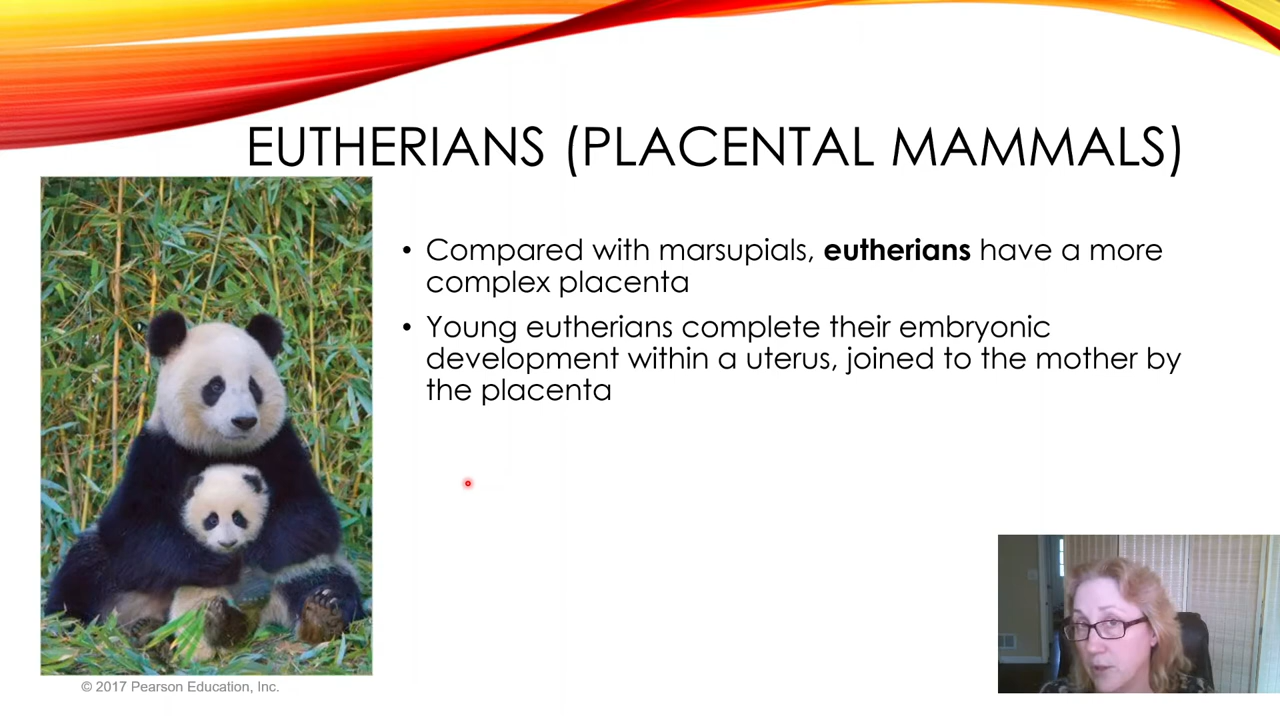 EUTHERIANS (PLACENTAL MAMMALS)
• Compared with marsupials, eutherians have a more
complex placenta
• Young eutherians complete their embryonic
development within a uterus, joined to the mother by
the placenta
© 2017 Pearson Education, Inc.